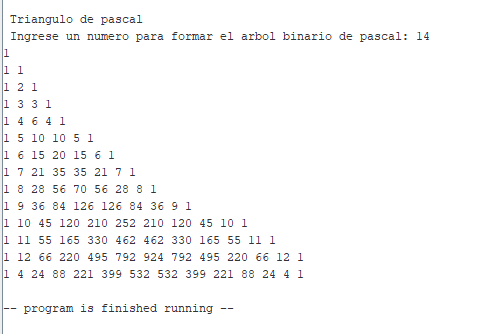 Triangulo de pascal
Ingrese un numero para formar el arbol binario de pascal: 14
1
1 1
1 2 1
1 3 3 1
1 4 6 4 1
1 5 10 10 5 1
1 6 15 20 15 6 1
1 7 21 35 35 21 7 1
1 8 28 56 70 56 28 8 1
1 9 36 84 126 126 84 36 9 1
1 10 45 120 210 252 210 120 45 10 1
1 11 55 165 330 462 462 330 165 55 11 1
1 12 66 220 495 792 924 792 495 220 66 12 1
1 4 24 88 221 399 532 532 399 221 88 24 4 1
-- program is finished running --